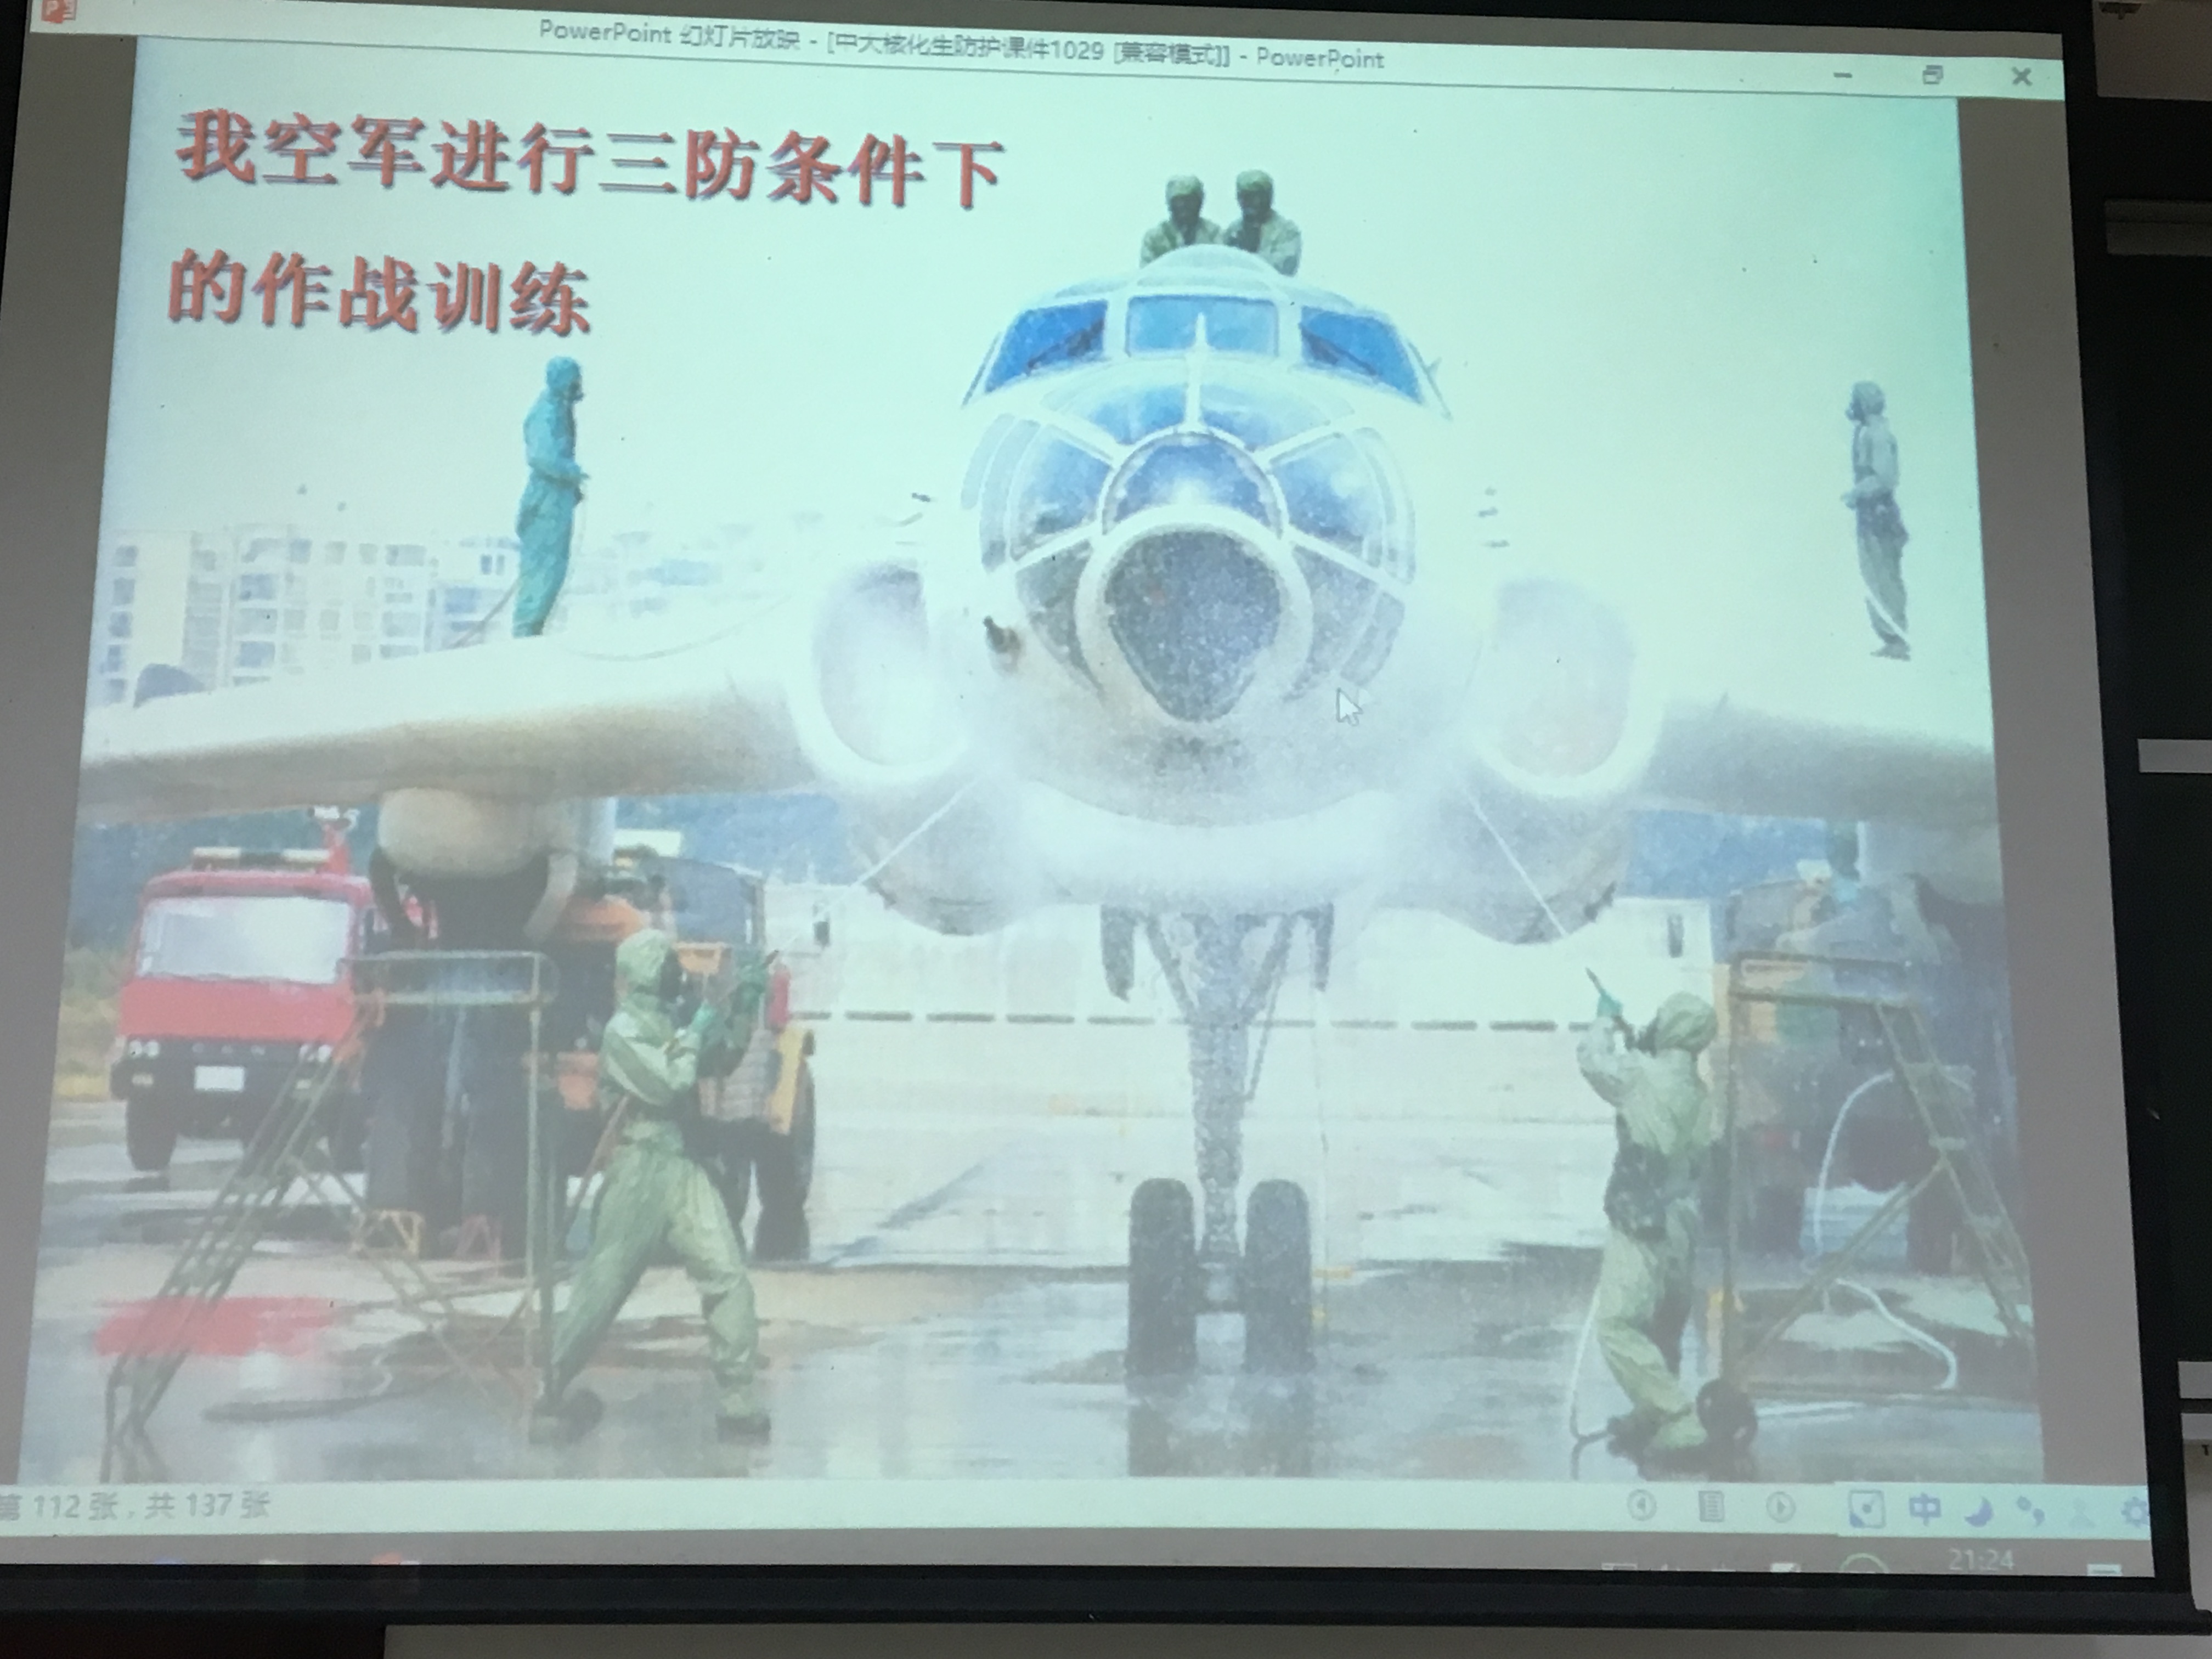 PowerPoint 幻灯片放映 - [中大核化生防护课件1029 [兼容模式]] - PowerPoint
我空军进行三防条件下
的作战训练
第 112 张，共 137 张
中
21:24